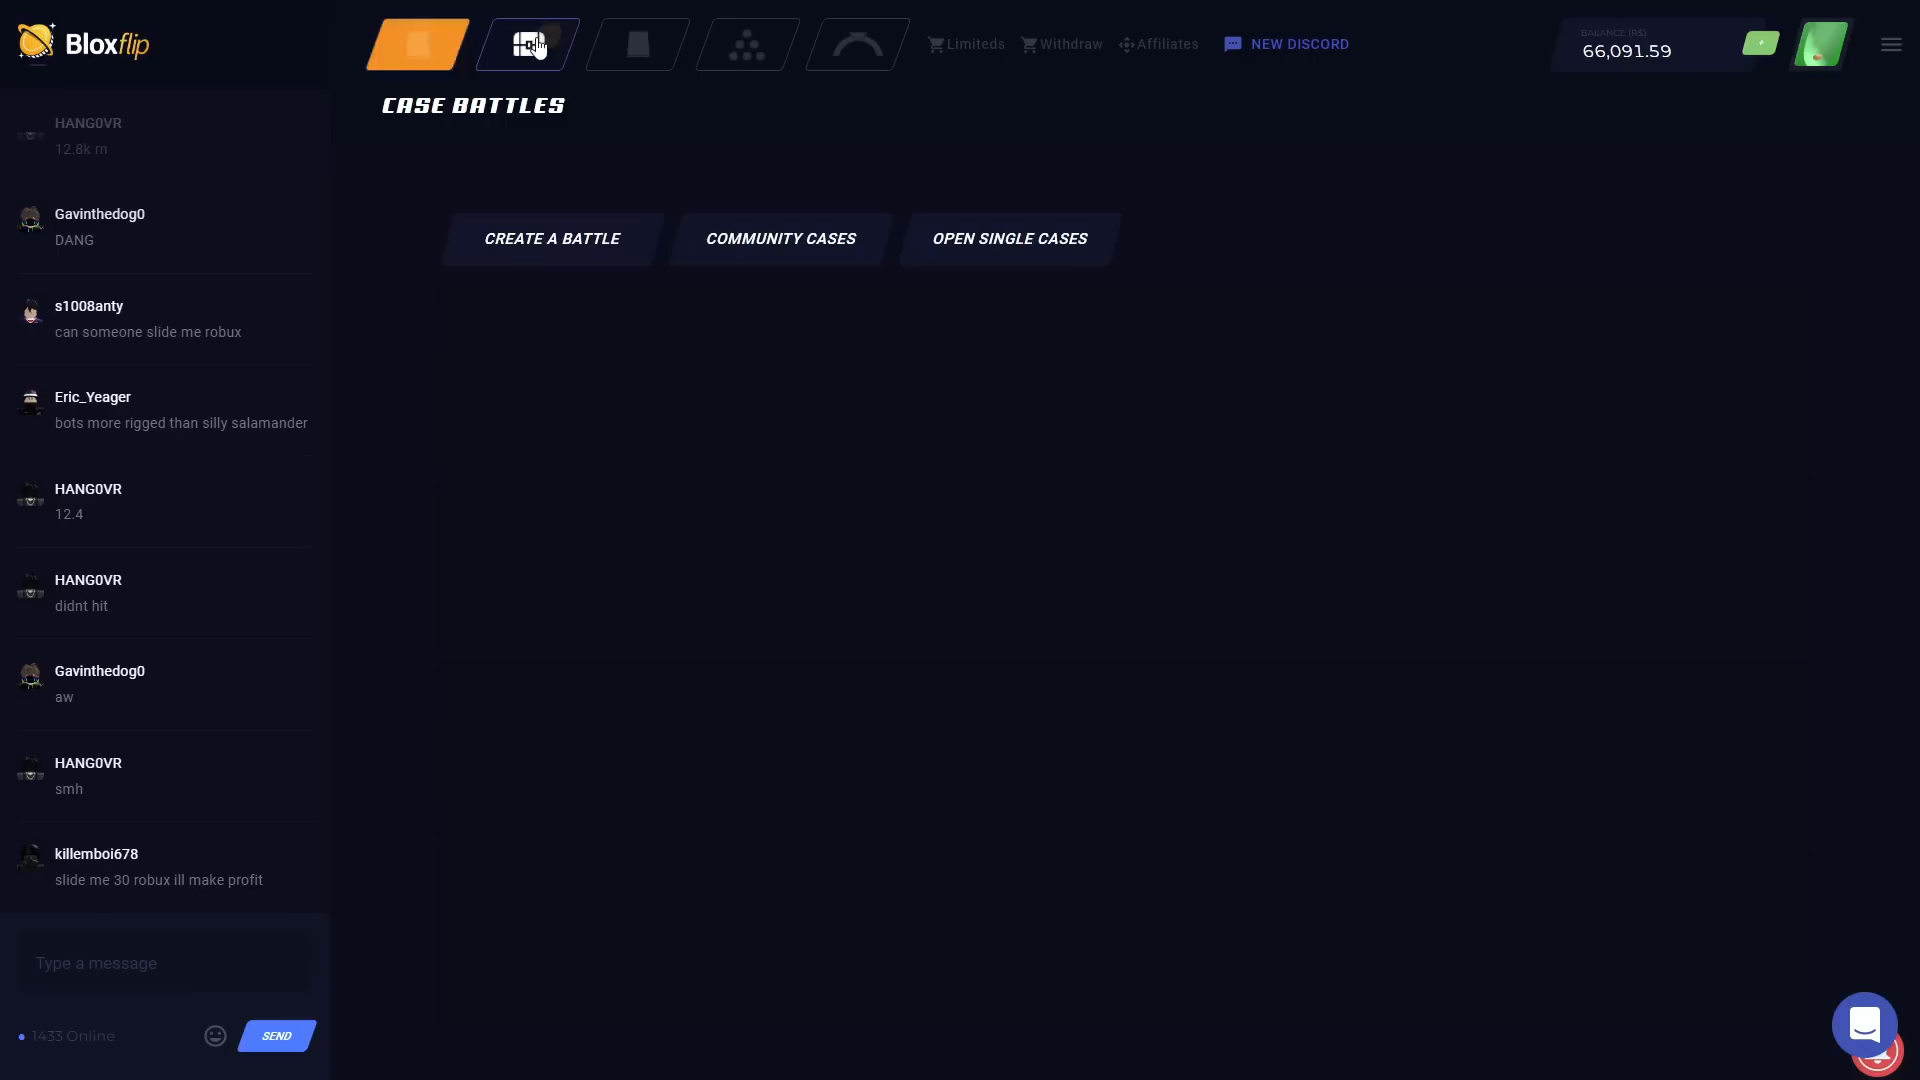 Bloxflip
Limiteds
Withdraw
Affiliates
NEW DISCORD
BALANCE (R$)
66,091.59
+
CASE BATTLES
CREATE A BATTLE
COMMUNITY CASES
OPEN SINGLE CASES
HANG0VR
12.8k rn
Gavinthedog0
DANG
s1008anty
can someone slide me robux
Eric_Yeager
bots more rigged than silly salamander
HANG0VR
12.4
HANG0VR
didnt hit
Gavinthedog0
aw
HANG0VR
smh
killemboi678
slide me 30 robux ill make profit
Type a message
1433 Online
SEND